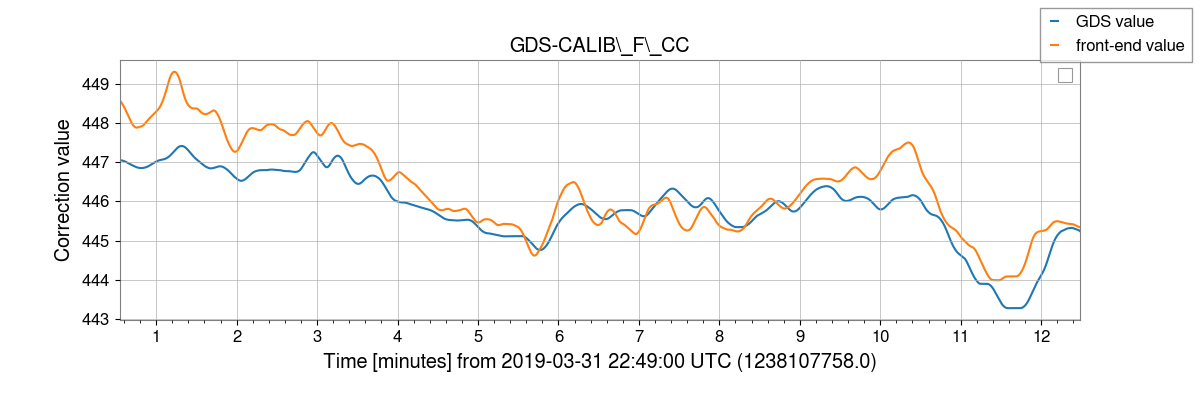 GDS value
front-end value
GDS-CALIB\_F\_CC
Correction value
449
448
447
446
445
444
443
1 2 3 4 5 6 7 8 9 10 11 12
Time [minutes] from 2019-03-31 22:49:00 UTC (1238107758.0)